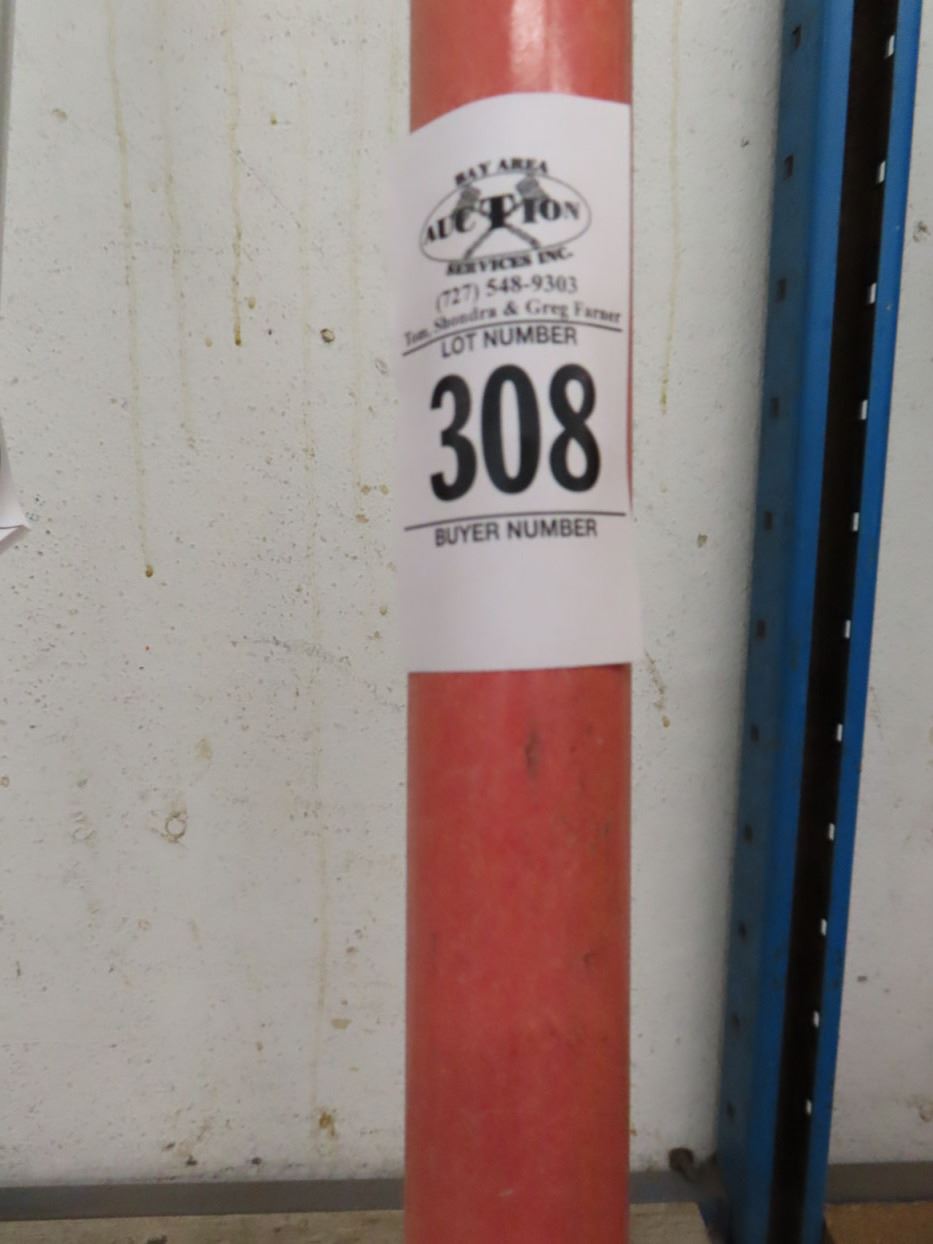 BAY AREA
AUCTION
SERVICES INC.
(727) 548-9303
Tom, Shondra & Greg Farner
LOT NUMBER
308
BUYER NUMBER